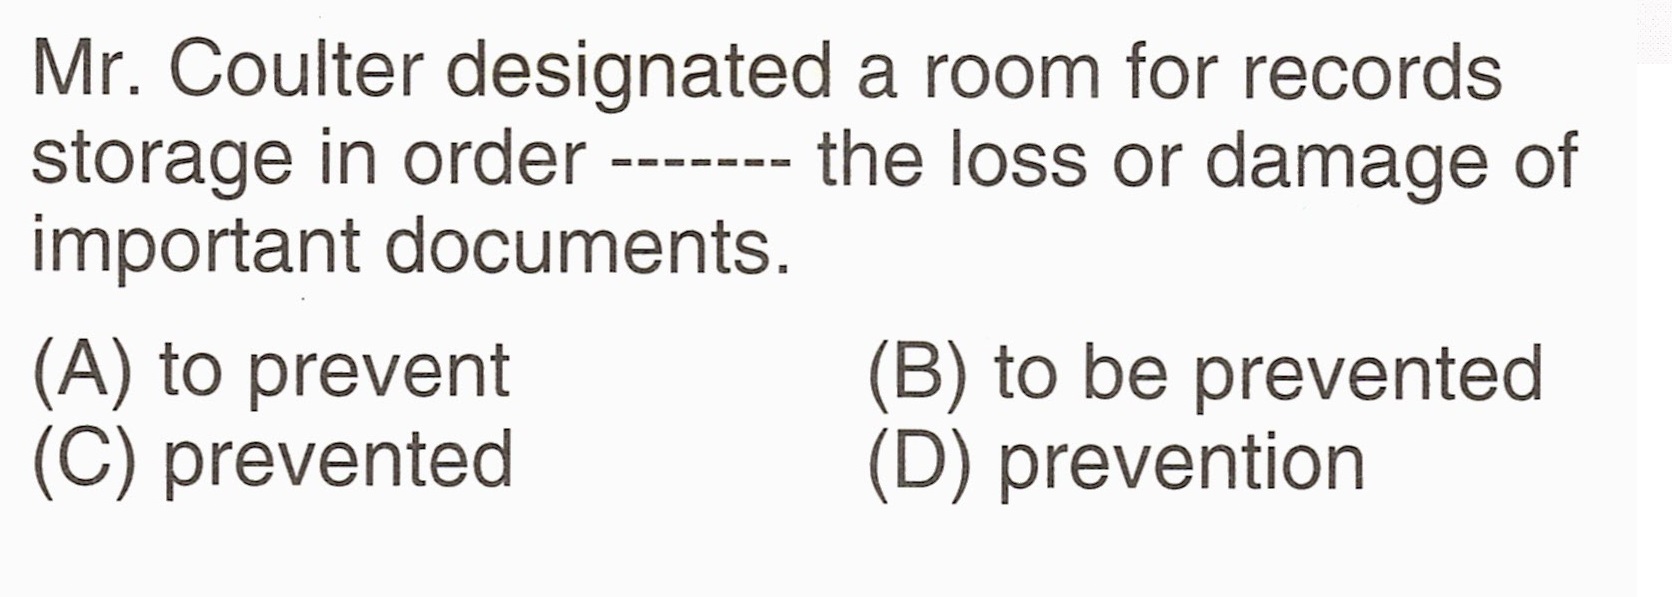 Mr. Coulter designated a room for records
storage in order ------- the loss or damage of
important documents.
(A) to prevent (B) to be prevented
(C) prevented (D) prevention